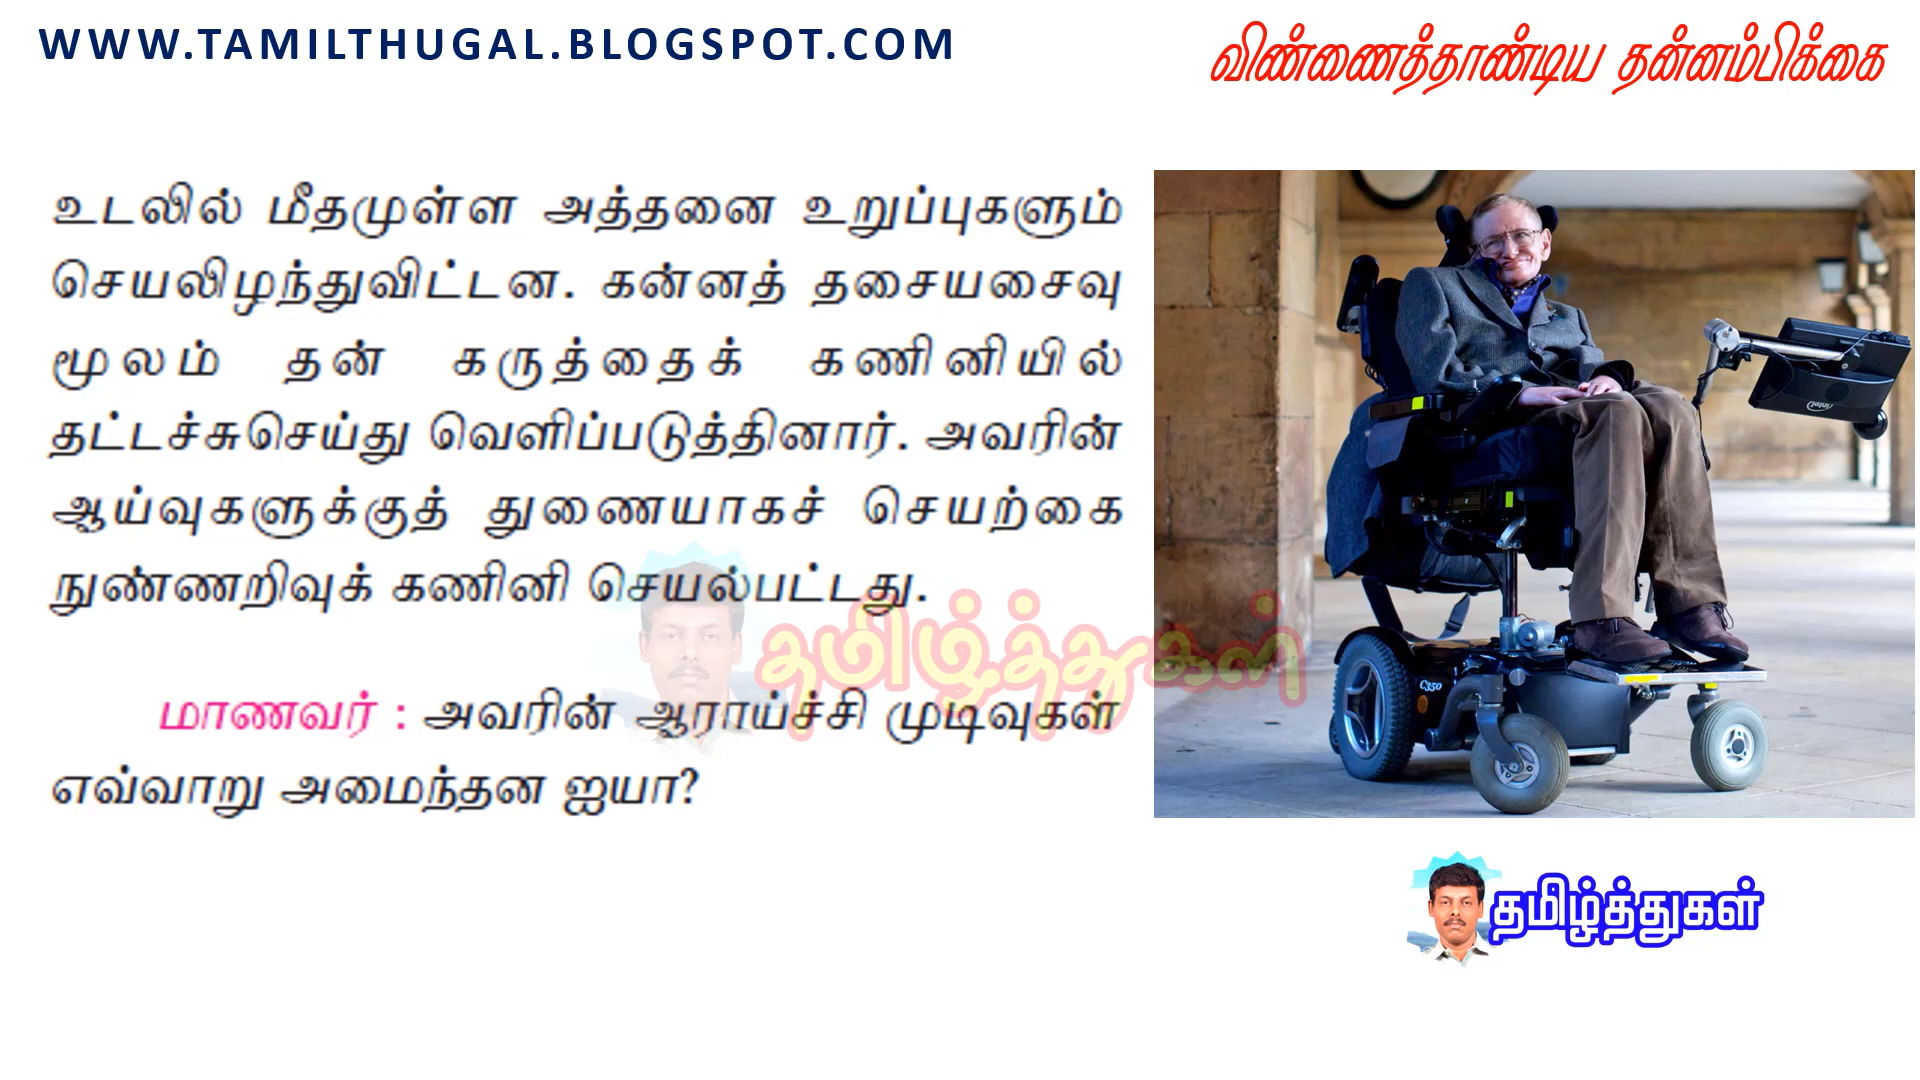 WWW.TAMILTHUGAL.BLOGSPOT.COM
விண்ணைத்தாண்டிய தன்னம்பிக்கை
உடலில் மீதமுள்ள அத்தனை உறுப்புகளும்
செயலிழந்துவிட்டன. கன்னத் தசையசைவு
மூலம் தன் கருத்தைக் கணினியில்
தட்டச்சுசெய்து வெளிப்படுத்தினார். அவரின்
ஆய்வுகளுக்குத் துணையாகச் செயற்கை
நுண்ணறிவுக் கணினி செயல்பட்டது.
தமிழ்த்துகள்
மாணவர் : அவரின் ஆராய்ச்சி முடிவுகள்
எவ்வாறு அமைந்தன ஐயா?
intel
C350
தமிழ்த்துகள்